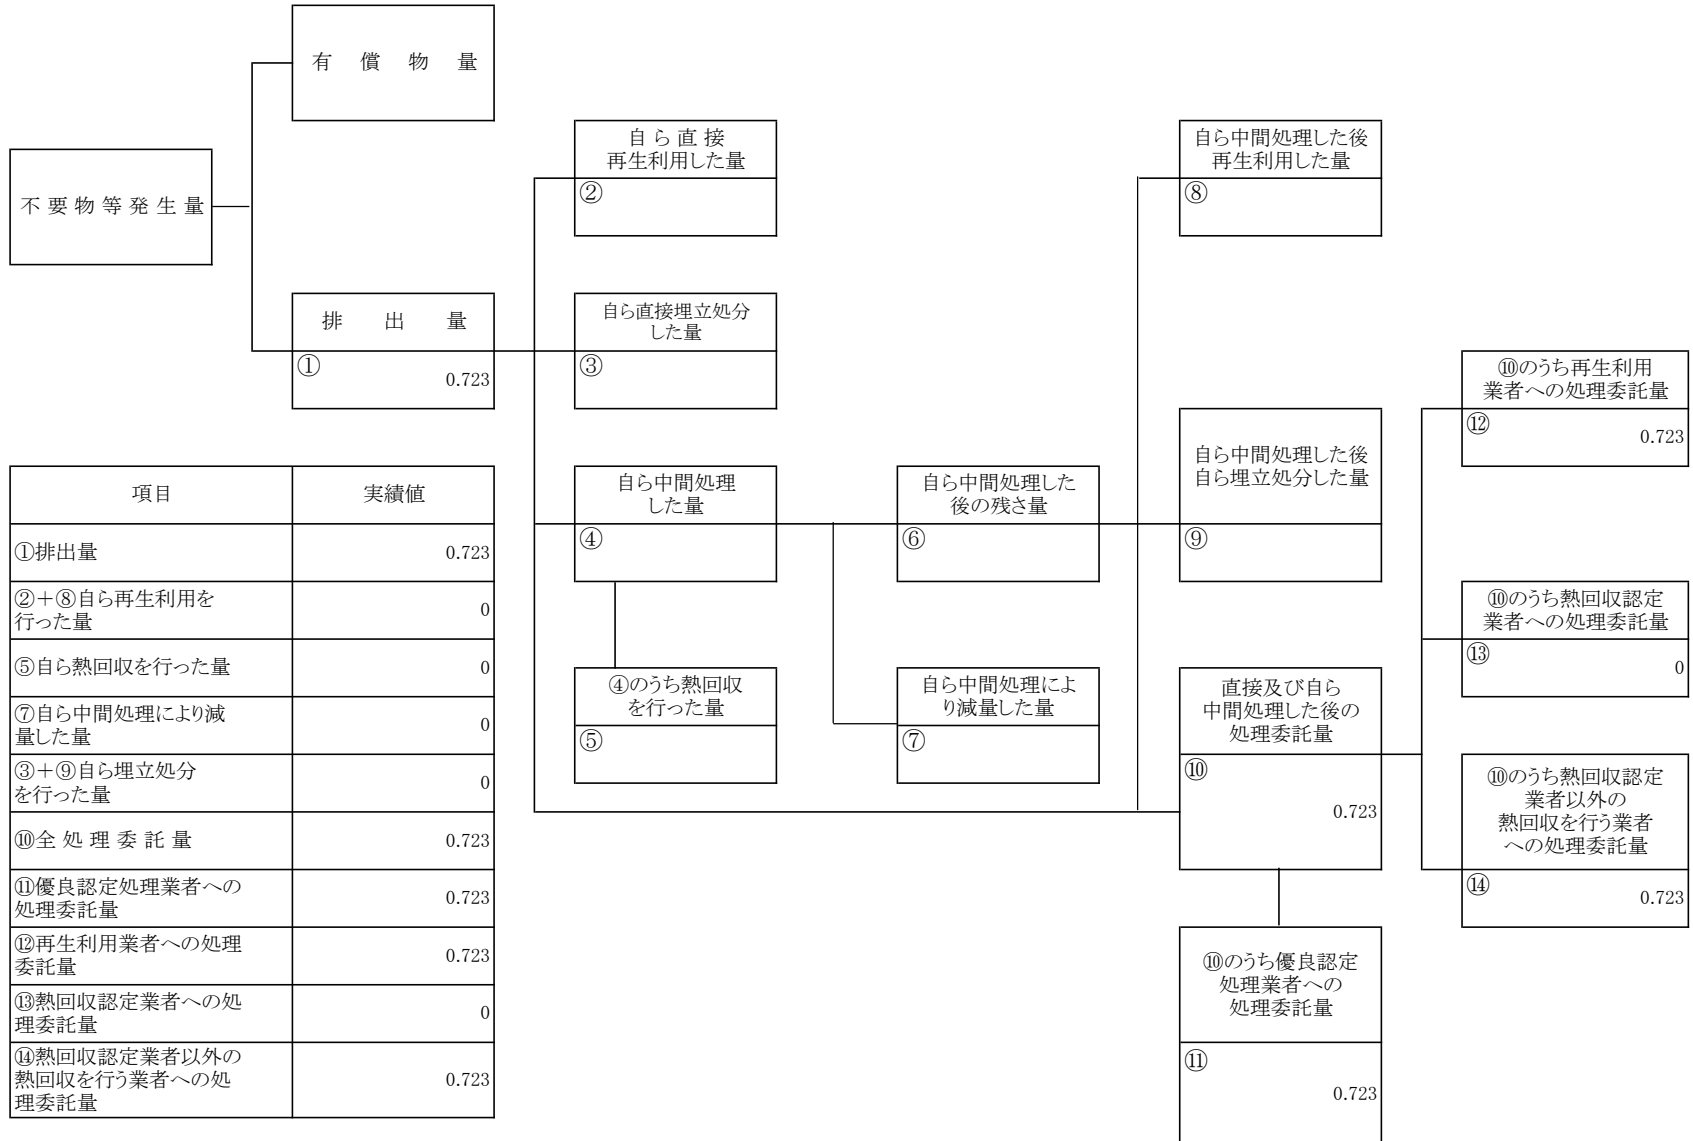 有 償 物 量
不 要 物 等 発 生 量
自 ら 直 接
再生利用した量
②
自ら中間処理した後
再生利用した量
⑧
排 出 量
①
0.723
自ら直接埋立処分
した量
③
⑩のうち再生利用
業者への処理委託量
⑫
0.723
自ら中間処理
した量
④
自ら中間処理した
後の残さ量
⑥
自ら中間処理した後
自ら埋立処分した量
⑨
⑩のうち熱回収認定
業者への処理委託量
⑬
0
④のうち熱回収
を行った量
⑤
自ら中間処理によ
り減量した量
⑦
直接及び自ら
中間処理した後の
処理委託量
⑩
0.723
⑩のうち熱回収認定
業者以外の
熱回収を行う業者
への処理委託量
⑭
0.723
⑩のうち優良認定
処理業者への
処理委託量
⑪
0.723
項目 実績値
①排出量 0.723
②＋⑧自ら再生利用を
行った量 0
⑤自ら熱回収を行った量 0
⑦自ら中間処理により減
量した量 0
③＋⑨自ら埋立処分
を行った量 0
⑩全 処 理 委 託 量 0.723
⑪優良認定処理業者への
処理委託量 0.723
⑫再生利用業者への処理
委託量 0.723
⑬熱回収認定業者への処
理委託量 0
⑭熱回収認定業者以外の
熱回収を行う業者への処
理委託量 0.723